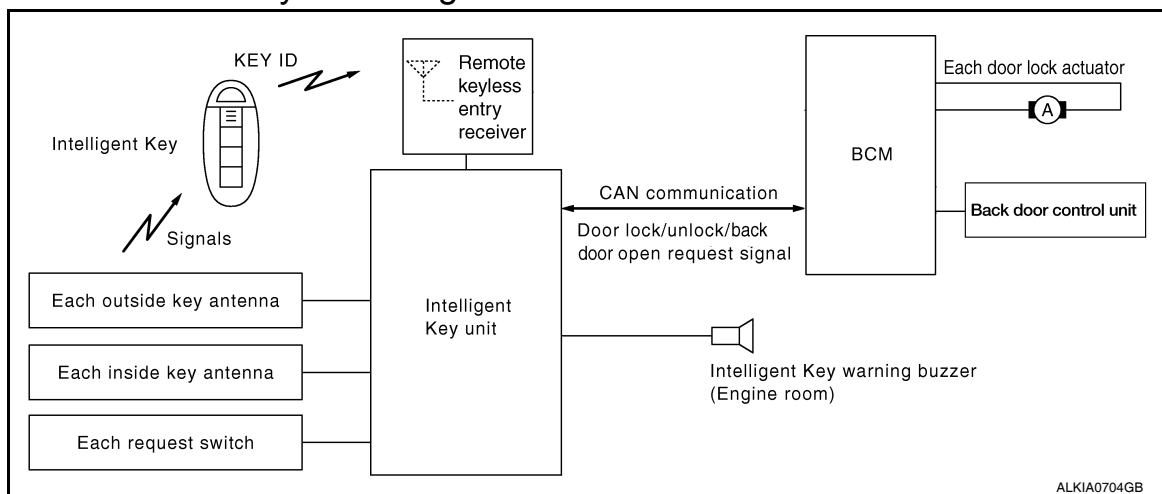 KEY ID
Remote
keyless
entry
receiver
Intelligent Key
Signals
Each door lock actuator
A
BCM
CAN communication
Door lock/unlock/back
door open request signal
Back door control unit
Each outside key antenna
Each inside key antenna
Each request switch
Intelligent
Key unit
Intelligent Key warning buzzer
(Engine room)
ALKIA0704GB